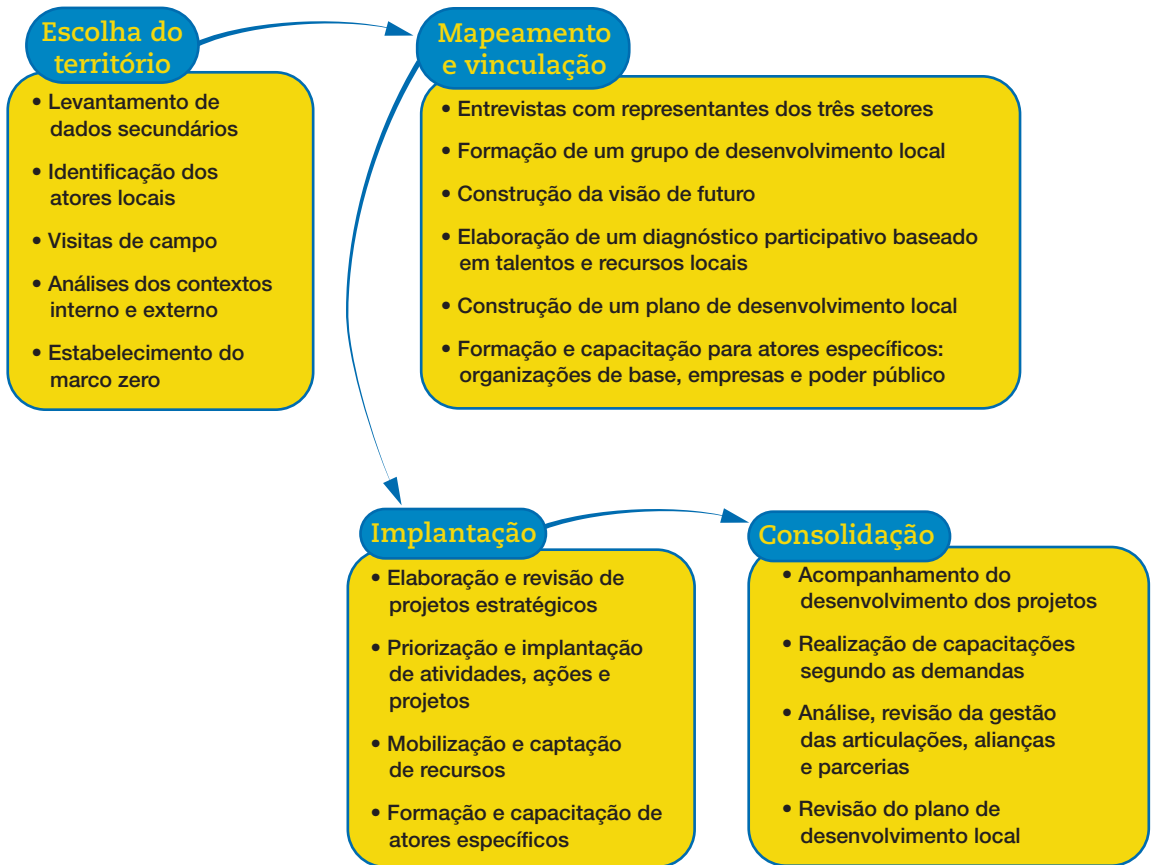 Escolha do
território
• Levantamento de
dados secundários
• Identificação dos
atores locais
• Visitas de campo
• Análises dos contextos
interno e externo
• Estabelecimento do
marco zero
Mapeamento
e vinculação
• Entrevistas com representantes dos três setores
• Formação de um grupo de desenvolvimento local
• Construção da visão de futuro
• Elaboração de um diagnóstico participativo baseado
em talentos e recursos locais
• Construção de um plano de desenvolvimento local
• Formação e capacitação para atores específicos:
organizações de base, empresas e poder público
Implantação
• Elaboração e revisão de
projetos estratégicos
• Priorização e implantação
de atividades, ações e
projetos
• Mobilização e captação
de recursos
• Formação e capacitação de
atores específicos
Consolidação
• Acompanhamento do
desenvolvimento dos projetos
• Realização de capacitações
segundo as demandas
• Análise, revisão da gestão
das articulações, alianças
e parcerias
• Revisão do plano de
desenvolvimento local